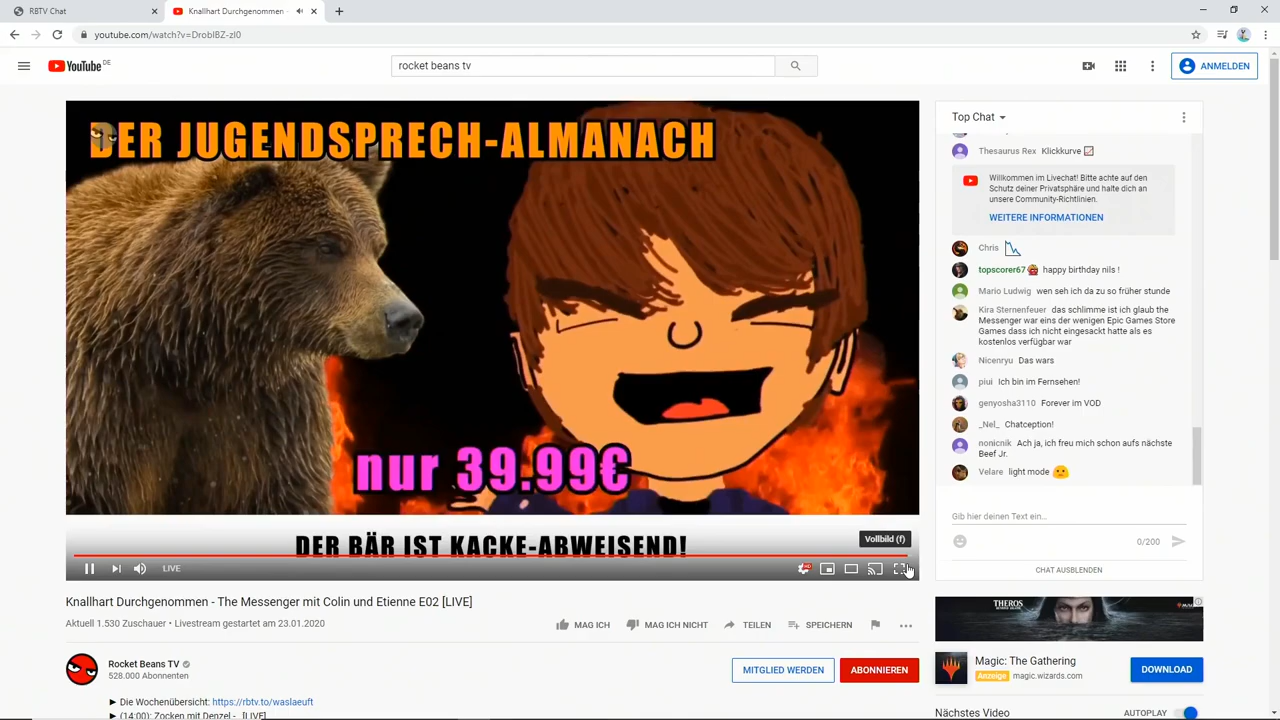 RBTV Chat
Knallhart Durchgenommen -
youtube.com/watch?v=DroblBZ-zI0
YouTube DE
rocket beans tv
ANMELDEN
DER JUGENDSPRECH-ALMANACH
nur 39.99€
DER BÄR IST KACKE-ABWEISEND!
Vollbild (f)
LIVE
HD
Knallhart Durchgenommen - The Messenger mit Colin und Etienne E02 [LIVE]
Aktuell 1.530 Zuschauer • Livestream gestartet am 23.01.2020
MAG ICH
MAG ICH NICHT
TEILEN
SPEICHERN
Rocket Beans TV
528.000 Abonnenten
MITGLIED WERDEN
ABONNIEREN
► Die Wochenübersicht: https://rbtv.to/waslaeuft
► (14:00): Zocken mit Denzel - [LIVE]
Top Chat
Thesaurus Rex Klickkurve
Willkommen im Livechat! Bitte achte auf den
Schutz deiner Privatsphäre und halte dich an
unsere Community-Richtlinien.
WEITERE INFORMATIONEN
Chris
topscorer67 happy birthday nils !
Mario Ludwig wen seh ich da zu so früher stunde
Kira Sternenfeuer das schlimme ist ich glaub the
Messenger war eins der wenigen Epic Games Store
Games dass ich nicht eingesackt hatte als es
kostenlos verfügbar war
Nicenryu Das wars
piui Ich bin im Fernsehen!
genyosha3110 Forever im VOD
_Nel_ Chatception!
nonicnik Ach ja, ich freu mich schon aufs nächste
Beef Jr.
Velare light mode
Gib hier deinen Text ein...
0/200
CHAT AUSBLENDEN
THEROS
Magic: The Gathering
Anzeige magic.wizards.com
DOWNLOAD
Nächstes Video
AUTOPLAY